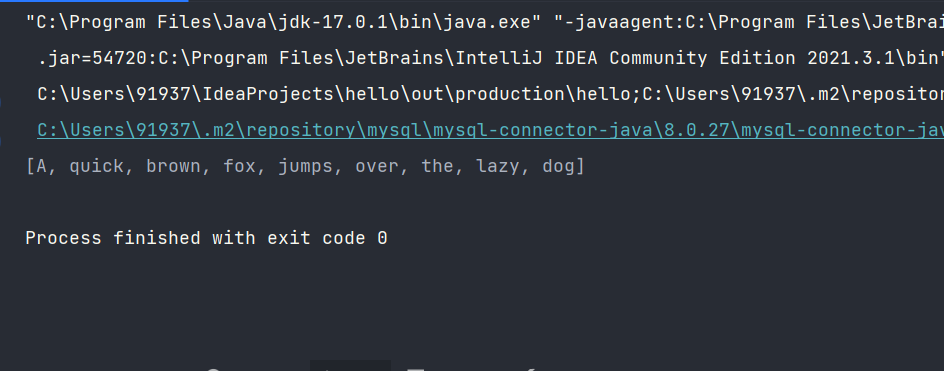 "C:\Program Files\Java\jdk-17.0.1\bin\java.exe" "-javaagent:C:\Program Files\JetBrai
.jar=54720:C:\Program Files\JetBrains\IntelliJ IDEA Community Edition 2021.3.1\bin"
C:\Users\91937\IdeaProjects\hello\out\production\hello;C:\Users\91937\.m2\repositor
C:\Users\91937\.m2\repository\mysql\mysql-connector-java\8.0.27\mysql-connector-jav
[A, quick, brown, fox, jumps, over, the, lazy, dog]
Process finished with exit code 0